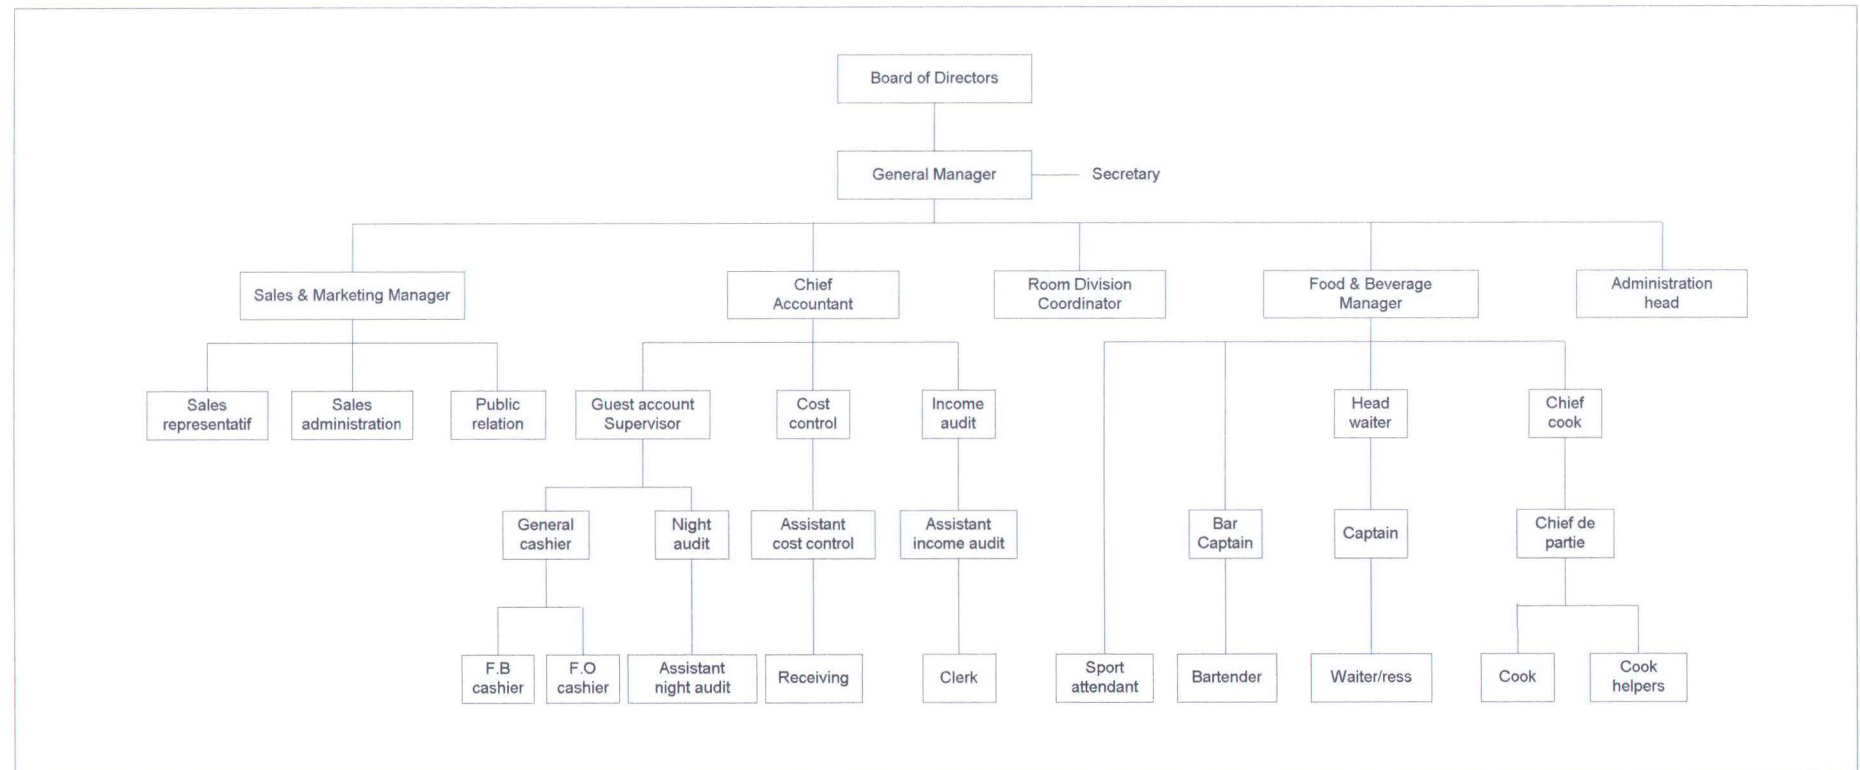 Board of Directors
General Manager
Secretary
Sales & Marketing Manager
Chief
Accountant
Room Division
Coordinator
Food & Beverage
Manager
Administration
head
Sales
representatif
Sales
administration
Public
relation
Guest account
Supervisor
Cost
control
Income
audit
Head
waiter
Chief
cook
General
cashier
Night
audit
Assistant
cost control
Assistant
income audit
Bar
Captain
Captain
Chief de
partie
F.B
cashier
F.O
cashier
Assistant
night audit
Receiving
Clerk
Sport
attendant
Bartender
Waiter/ress
Cook
Cook
helpers